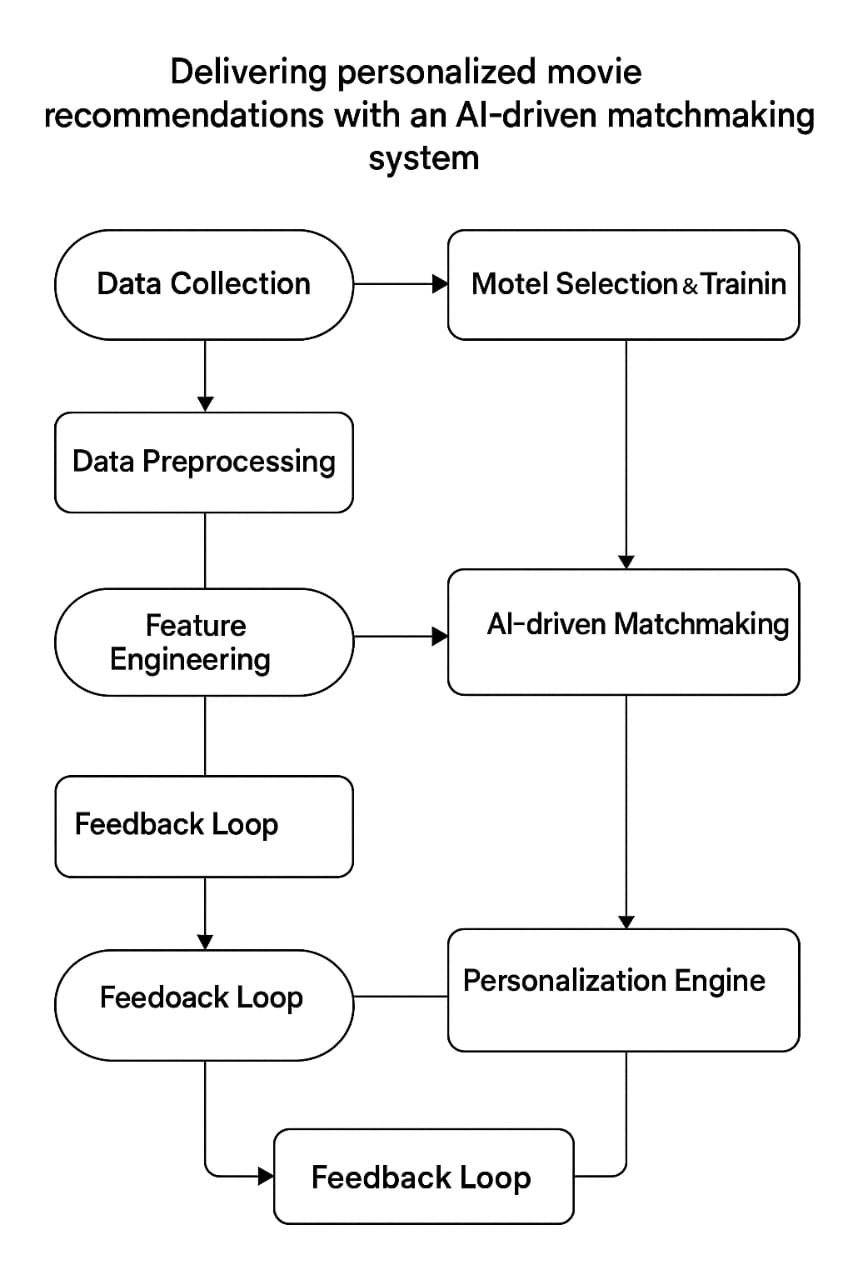 Delivering personalized movie
recommendations with an AI-driven matchmaking
system
Data Collection
Motel Selection & Trainin
Data Preprocessing
Feature
Engineering
AI-driven Matchmaking
Feedback Loop
Feedoack Loop
Personalization Engine
Feedback Loop